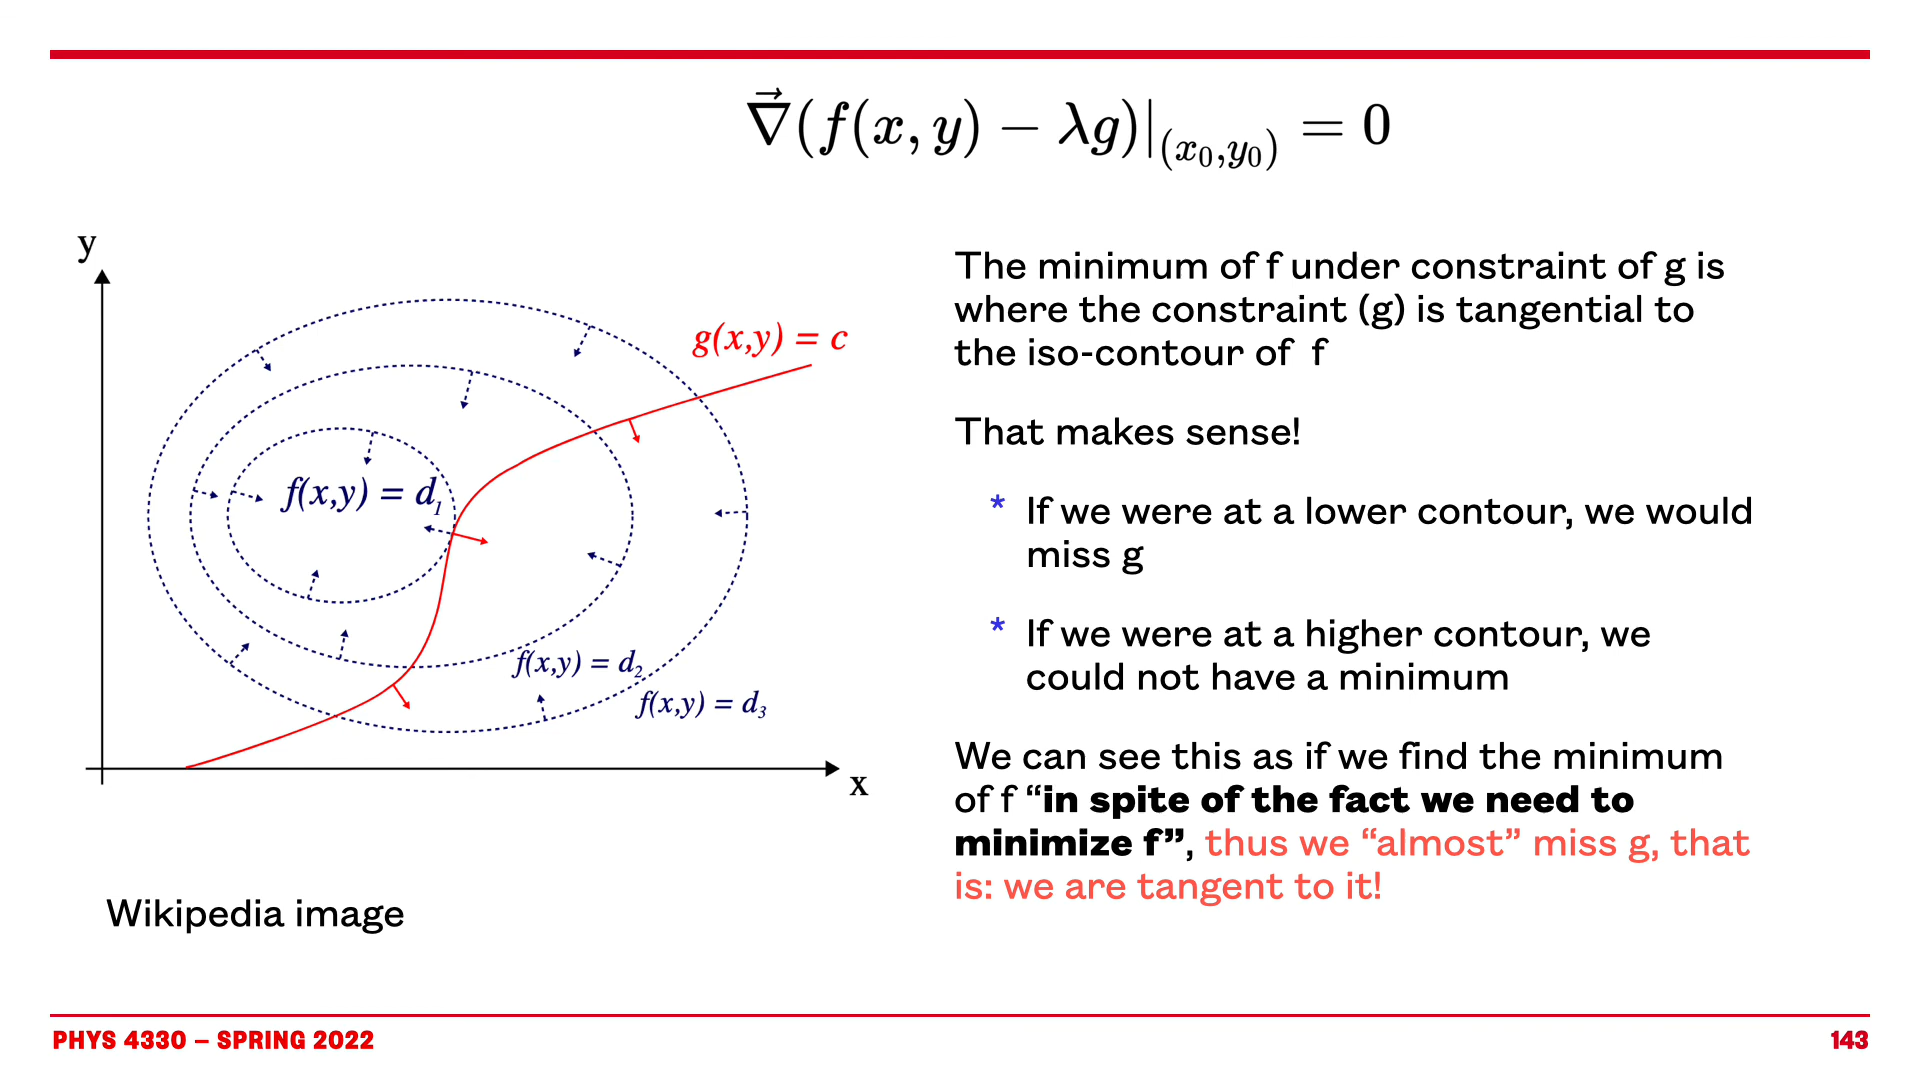 ∇⃗(f(x, y) − λg)|(x₀,y₀) = 0
y
g(x,y) = c
f(x,y) = d₁
f(x,y) = d₂
f(x,y) = d₃
x
Wikipedia image
The minimum of f under constraint of g is
where the constraint (g) is tangential to
the iso-contour of f
That makes sense!
* If we were at a lower contour, we would
miss g
* If we were at a higher contour, we
could not have a minimum
We can see this as if we find the minimum
of f “in spite of the fact we need to
minimize f”, thus we “almost” miss g, that
is: we are tangent to it!
PHYS 4330 – SPRING 2022
143